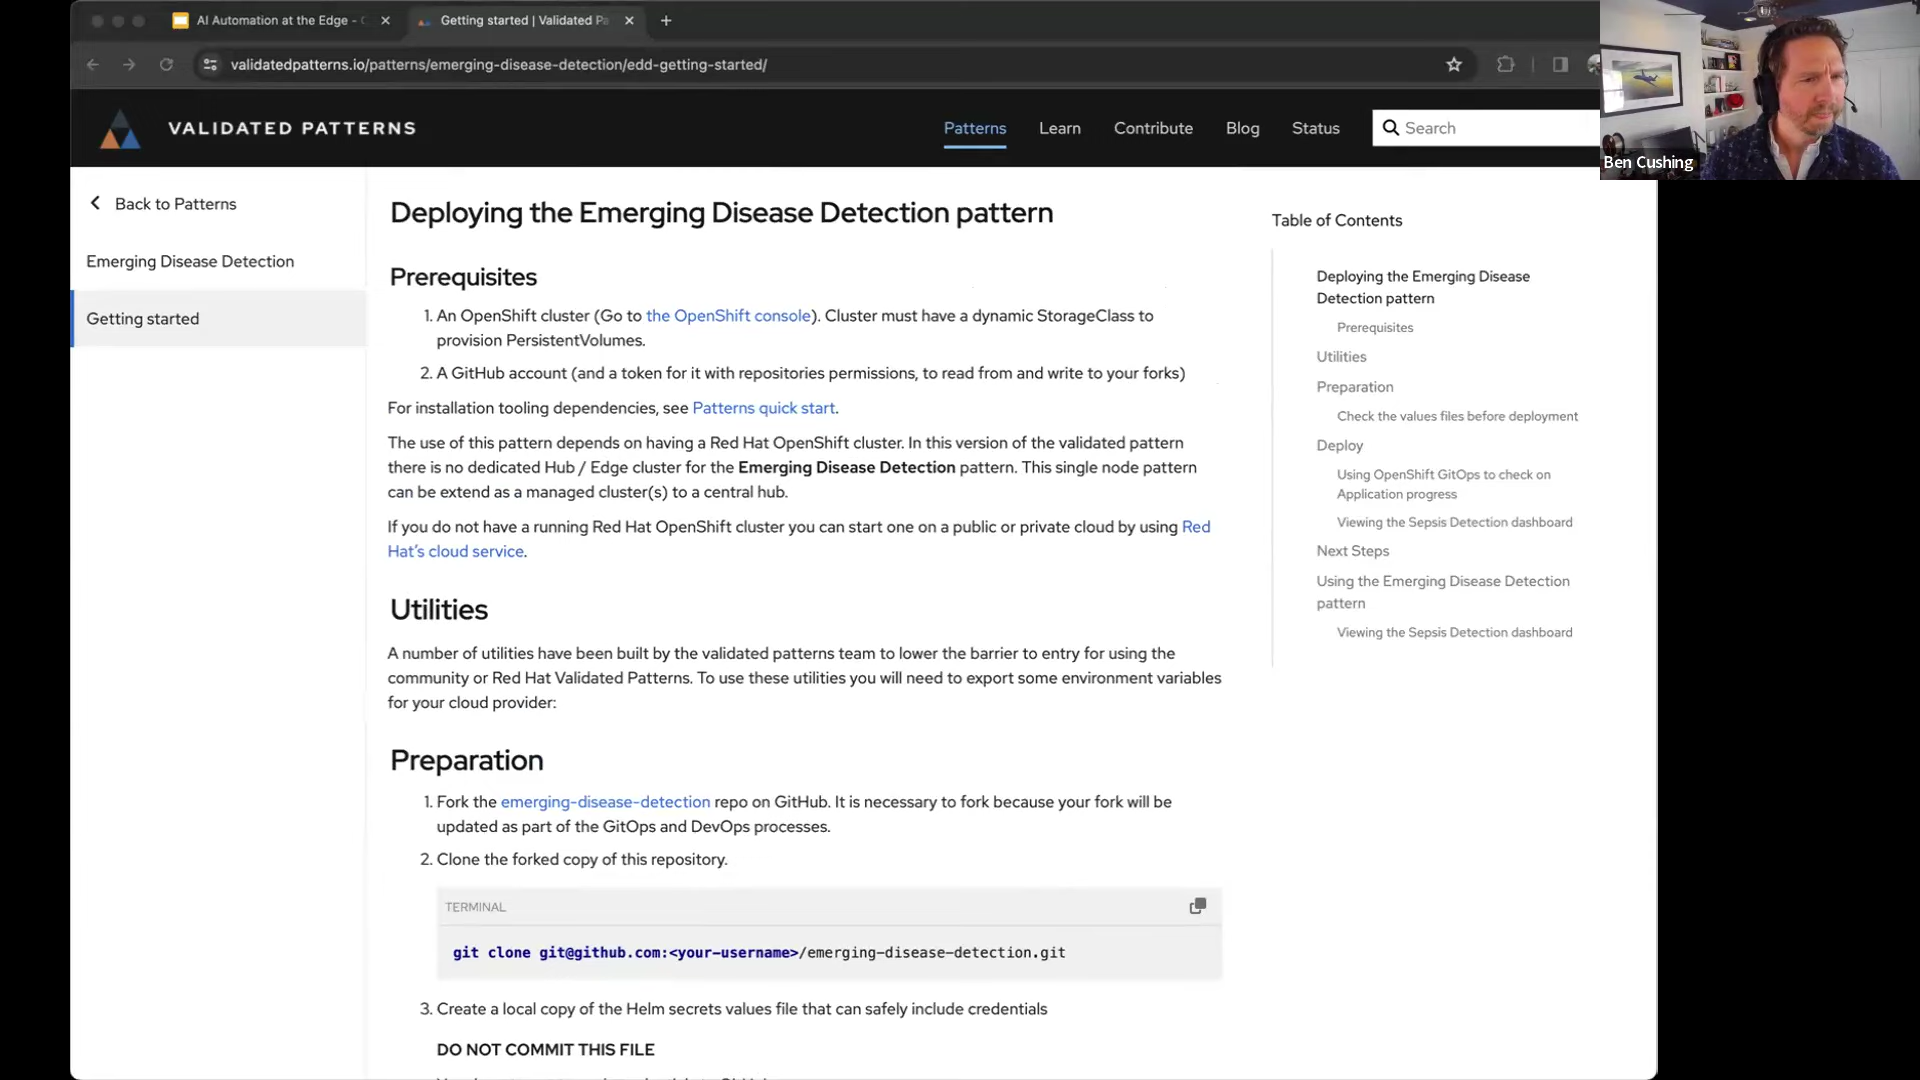 AI Automation at the Edge -
Getting started | Validated Pa
validatedpatterns.io/patterns/emerging-disease-detection/edd-getting-started/
VALIDATED PATTERNS
Patterns
Learn
Contribute
Blog
Status
Search
Ben Cushing
Back to Patterns
Emerging Disease Detection
Getting started
Deploying the Emerging Disease Detection pattern
Prerequisites
1. An OpenShift cluster (Go to the OpenShift console). Cluster must have a dynamic StorageClass to
provision PersistentVolumes.
2. A GitHub account (and a token for it with repositories permissions, to read from and write to your forks)
For installation tooling dependencies, see Patterns quick start.
The use of this pattern depends on having a Red Hat OpenShift cluster. In this version of the validated pattern
there is no dedicated Hub / Edge cluster for the Emerging Disease Detection pattern. This single node pattern
can be extend as a managed cluster(s) to a central hub.
If you do not have a running Red Hat OpenShift cluster you can start one on a public or private cloud by using Red
Hat's cloud service.
Utilities
A number of utilities have been built by the validated patterns team to lower the barrier to entry for using the
community or Red Hat Validated Patterns. To use these utilities you will need to export some environment variables
for your cloud provider:
Preparation
1. Fork the emerging-disease-detection repo on GitHub. It is necessary to fork because your fork will be
updated as part of the GitOps and DevOps processes.
2. Clone the forked copy of this repository.
TERMINAL
git clone git@github.com:<your-username>/emerging-disease-detection.git
3. Create a local copy of the Helm secrets values file that can safely include credentials
DO NOT COMMIT THIS FILE
Table of Contents
Deploying the Emerging Disease
Detection pattern
Prerequisites
Utilities
Preparation
Check the values files before deployment
Deploy
Using OpenShift GitOps to check on
Application progress
Viewing the Sepsis Detection dashboard
Next Steps
Using the Emerging Disease Detection
pattern
Viewing the Sepsis Detection dashboard